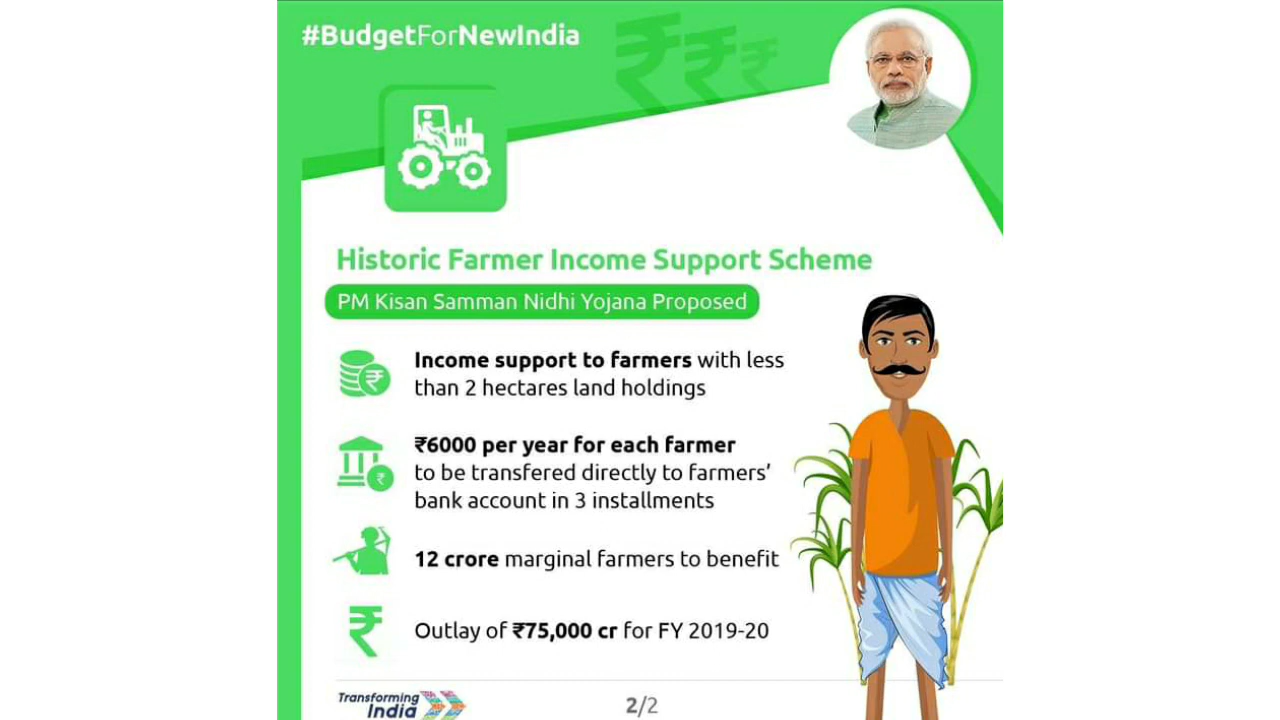 #BudgetForNewIndia
Historic Farmer Income Support Scheme
PM Kisan Samman Nidhi Yojana Proposed
Income support to farmers with less
than 2 hectares land holdings
₹6000 per year for each farmer
to be transfered directly to farmers’
bank account in 3 installments
12 crore marginal farmers to benefit
Outlay of ₹75,000 cr for FY 2019-20
Transforming
India
2/2